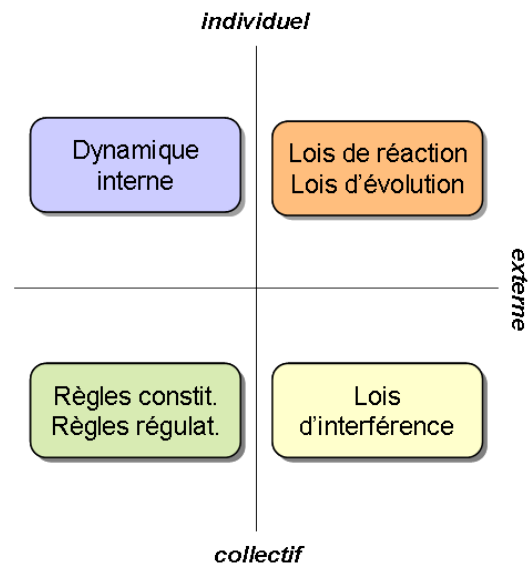 individuel
Dynamique
interne
Lois de réaction
Lois d'évolution
externe
Règles constit.
Règles régulat.
Lois
d'interférence
collectif